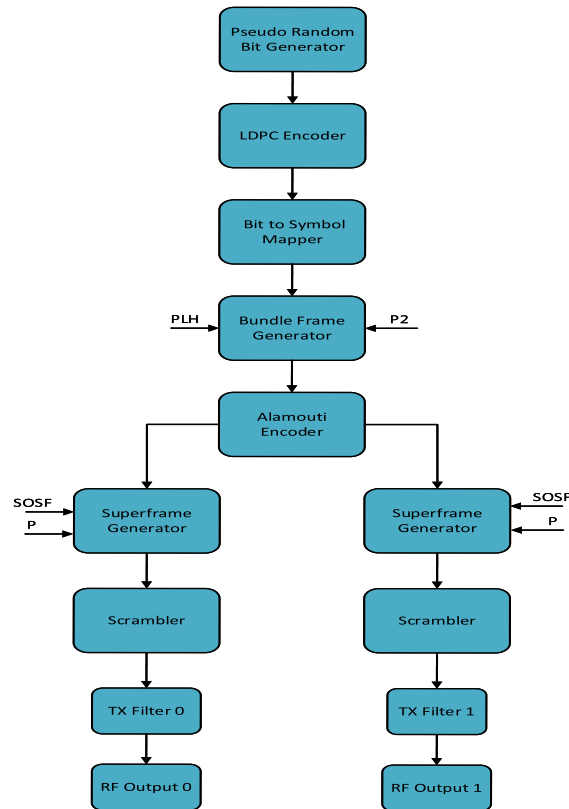 Pseudo Random
Bit Generator
LDPC Encoder
Bit to Symbol
Mapper
PLH
Bundle Frame
Generator
P2
Alamouti
Encoder
SOSF
P
Superframe
Generator
Superframe
Generator
SOSF
P
Scrambler
Scrambler
TX Filter 0
TX Filter 1
RF Output 0
RF Output 1